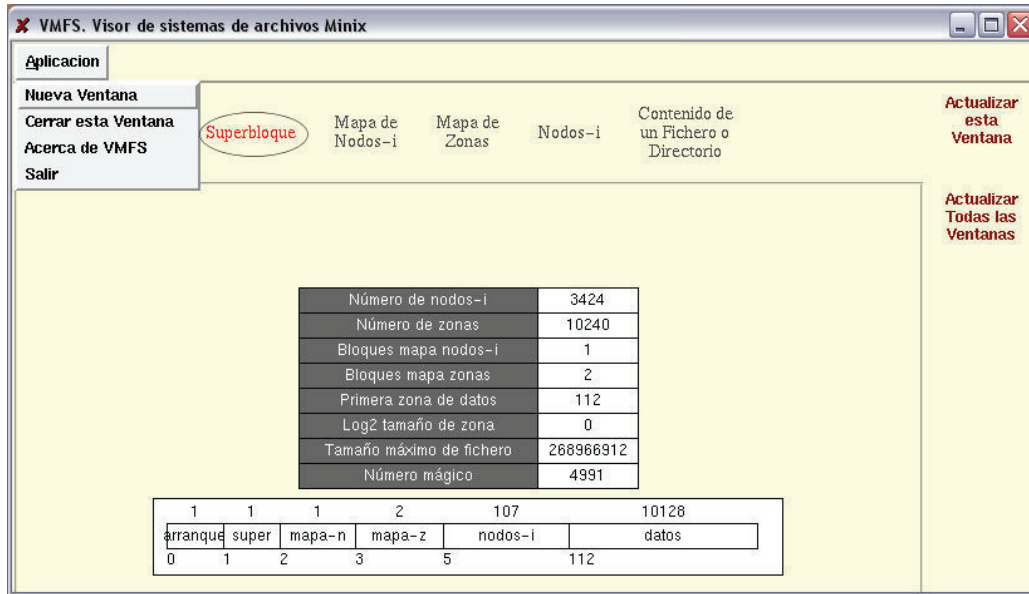 VMFS. Visor de sistemas de archivos Minix
Aplicacion
Nueva Ventana
Cerrar esta Ventana
Acerca de VMFS
Salir
Superbloque
Mapa de
Nodos-i
Mapa de
Zonas
Nodos-i
Contenido de
un Fichero o
Directorio
Actualizar
esta
Ventana
Actualizar
Todas las
Ventanas
Número de nodos-i 3424
Número de zonas 10240
Bloques mapa nodos-i 1
Bloques mapa zonas 2
Primera zona de datos 112
Log2 tamaño de zona 0
Tamaño máximo de fichero 268966912
Número mágico 4991
1 1 1 2 107 10128
arranque super mapa-n mapa-z nodos-i datos
0 1 2 3 5 112